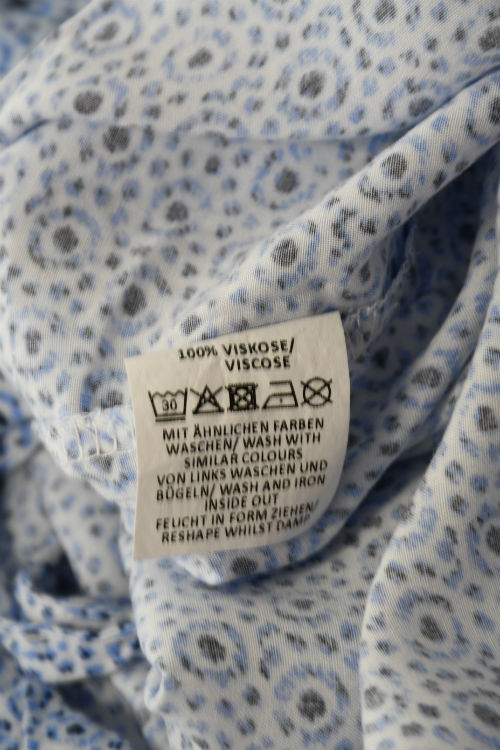 100% VISKOSE/
VISCOSE
30
MIT ÄHNLICHEN FARBEN
WASCHEN/ WASH WITH
SIMILAR COLOURS
VON LINKS WASCHEN UND
BÜGELN/ WASH AND IRON
INSIDE OUT
FEUCHT IN FORM ZIEHEN/
RESHAPE WHILST DAMP